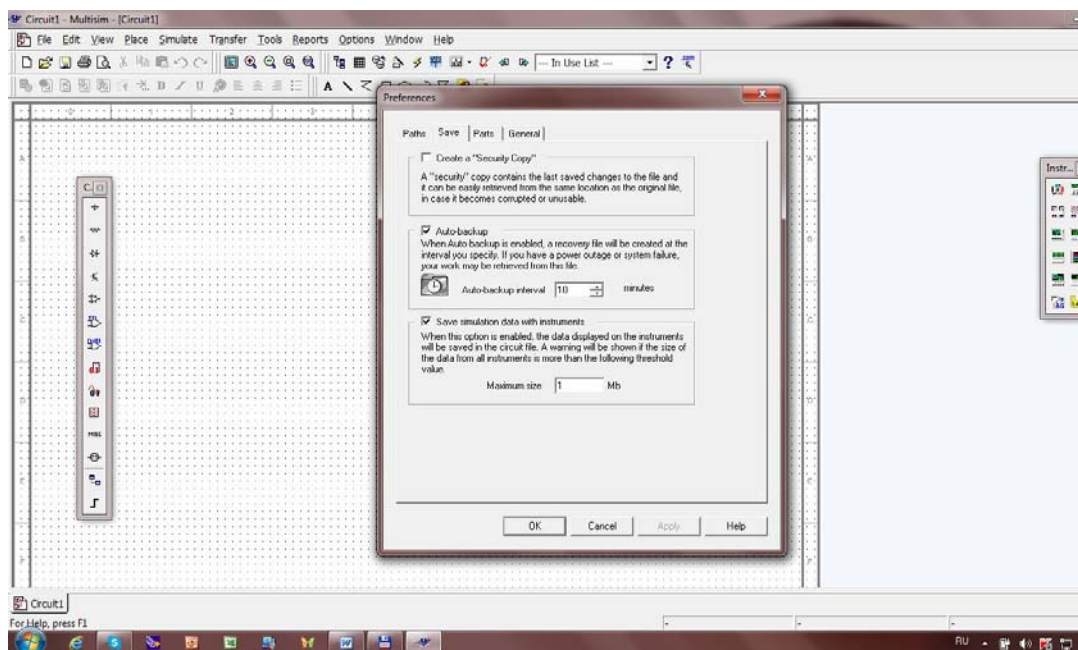 Circuit1 - Multisim - [Circuit1]
File Edit View Place Simulate Transfer Tools Reports Options Window Help
--- In Use List ---
Preferences
Paths Save Parts General
Create a "Security Copy"
A "security" copy contains the last saved changes to the file and
it can be easily retrieved from the same location as the original file,
in case it becomes corrupted or unusable.
Auto-backup
When Auto backup is enabled, a recovery file will be created at the
interval you specify. If you have a power outage or system failure,
your work may be retrieved from this file.
Auto-backup interval 10 minutes
Save simulation data with instruments
When this option is enabled, the data displayed on the instruments
will be saved in the circuit file. A warning will be shown if the size of
the data from all instruments is more than the following threshold
value.
Maximum size 1 Mb
OK Cancel Apply Help
C...
MISC
Instr...
Circuit1
For Help, press F1
RU